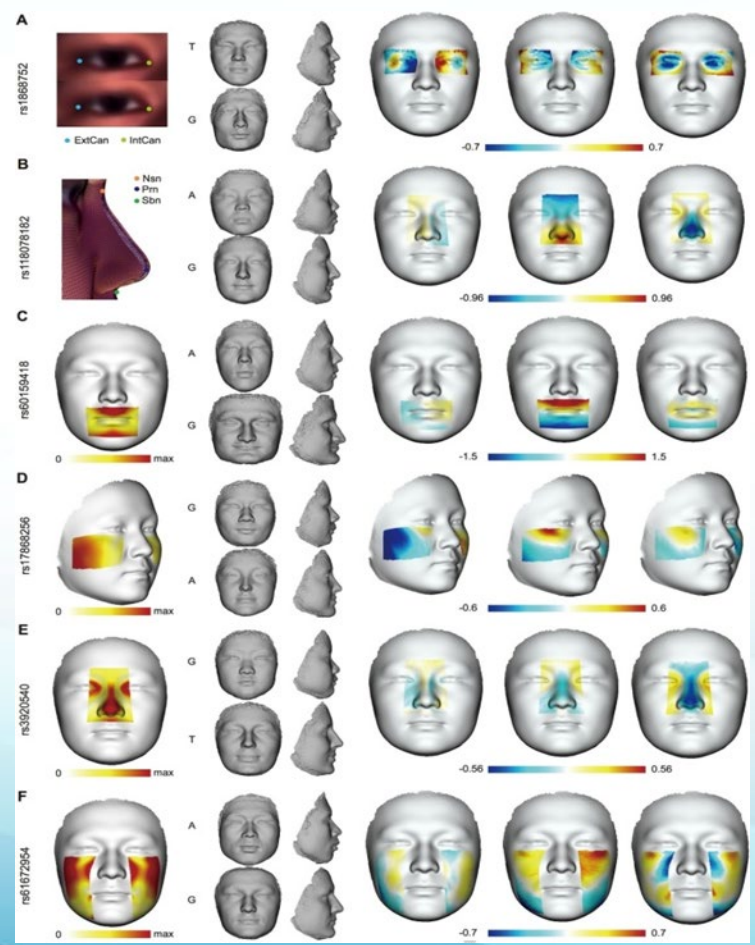 A
rs1868752
T
G
ExtCan IntCan
-0.7 0.7
B
rs118078182
Nsn
Prn
Sbn
A
G
-0.96 0.96
C
rs60159418
A
G
0 max
-1.5 1.5
D
rs17868256
G
A
0 max
-0.6 0.6
E
rs3920540
G
T
0 max
-0.56 0.56
F
rs61672954
A
G
0 max
-0.7 0.7